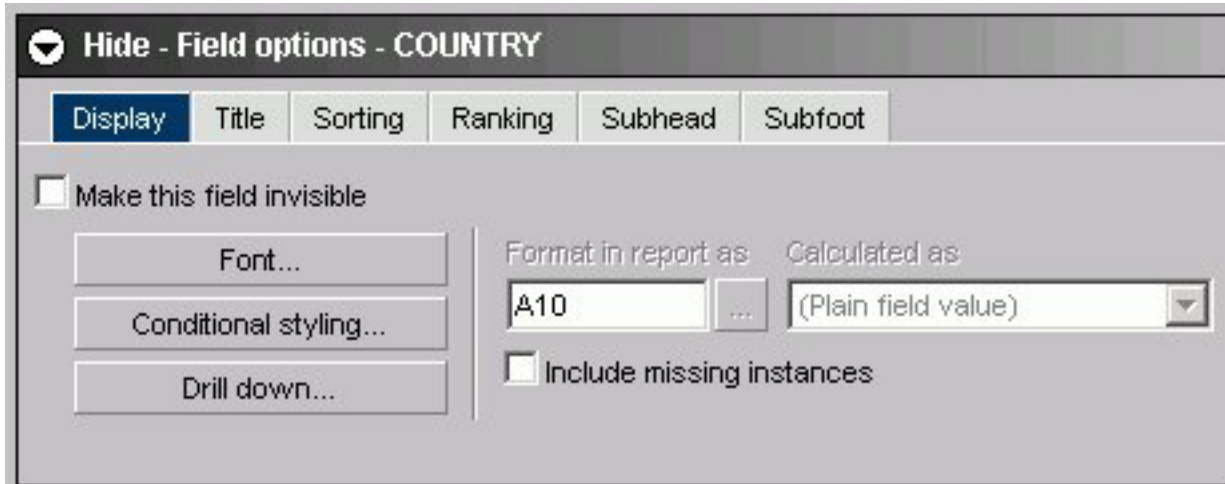 Hide - Field options - COUNTRY
Display Title Sorting Ranking Subhead Subfoot
Make this field invisible
Font...
Conditional styling...
Drill down...
Format in report as Calculated as
A10 ... (Plain field value)
Include missing instances